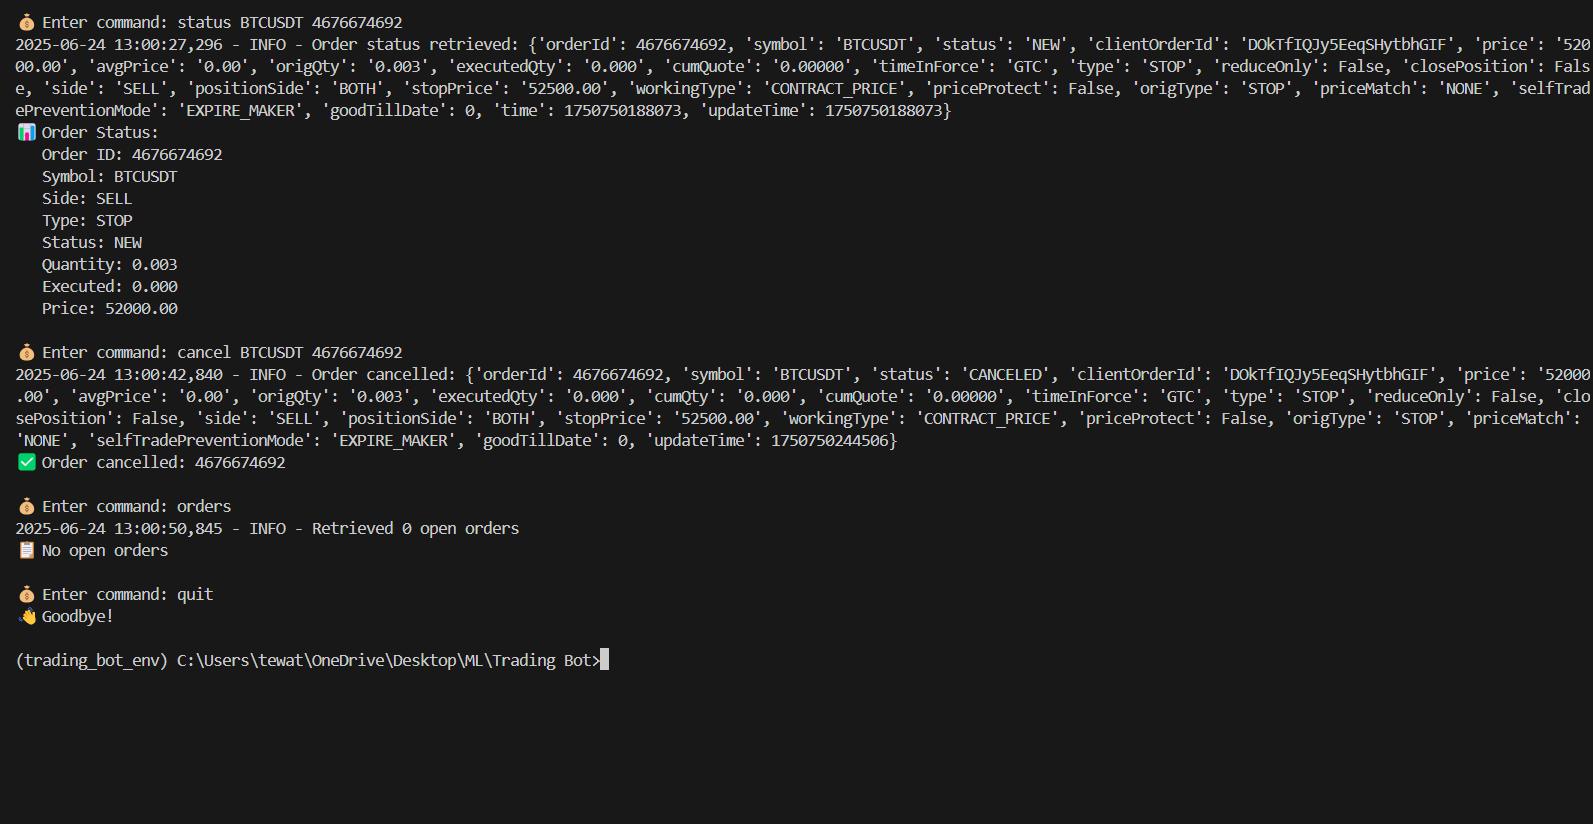 💰 Enter command: status BTCUSDT 4676674692
2025-06-24 13:00:27,296 - INFO - Order status retrieved: {'orderId': 4676674692, 'symbol': 'BTCUSDT', 'status': 'NEW', 'clientOrderId': 'DOkTfIQJy5EeqSHytbhGIF', 'price': '520
00.00', 'avgPrice': '0.00', 'origQty': '0.003', 'executedQty': '0.000', 'cumQuote': '0.00000', 'timeInForce': 'GTC', 'type': 'STOP', 'reduceOnly': False, 'closePosition': Fals
e, 'side': 'SELL', 'positionSide': 'BOTH', 'stopPrice': '52500.00', 'workingType': 'CONTRACT_PRICE', 'priceProtect': False, 'origType': 'STOP', 'priceMatch': 'NONE', 'selfTrad
ePreventionMode': 'EXPIRE_MAKER', 'goodTillDate': 0, 'time': 1750750188073, 'updateTime': 1750750188073}
📊 Order Status:
Order ID: 4676674692
Symbol: BTCUSDT
Side: SELL
Type: STOP
Status: NEW
Quantity: 0.003
Executed: 0.000
Price: 52000.00
💰 Enter command: cancel BTCUSDT 4676674692
2025-06-24 13:00:42,840 - INFO - Order cancelled: {'orderId': 4676674692, 'symbol': 'BTCUSDT', 'status': 'CANCELED', 'clientOrderId': 'DOkTfIQJy5EeqSHytbhGIF', 'price': '52000
.00', 'avgPrice': '0.00', 'origQty': '0.003', 'executedQty': '0.000', 'cumQty': '0.000', 'cumQuote': '0.00000', 'timeInForce': 'GTC', 'type': 'STOP', 'reduceOnly': False, 'clo
sePosition': False, 'side': 'SELL', 'positionSide': 'BOTH', 'stopPrice': '52500.00', 'workingType': 'CONTRACT_PRICE', 'priceProtect': False, 'origType': 'STOP', 'priceMatch':
'NONE', 'selfTradePreventionMode': 'EXPIRE_MAKER', 'goodTillDate': 0, 'updateTime': 1750750244506}
✅ Order cancelled: 4676674692
💰 Enter command: orders
2025-06-24 13:00:50,845 - INFO - Retrieved 0 open orders
📋 No open orders
💰 Enter command: quit
👋 Goodbye!
(trading_bot_env) C:\Users\tewat\OneDrive\Desktop\ML\Trading Bot>